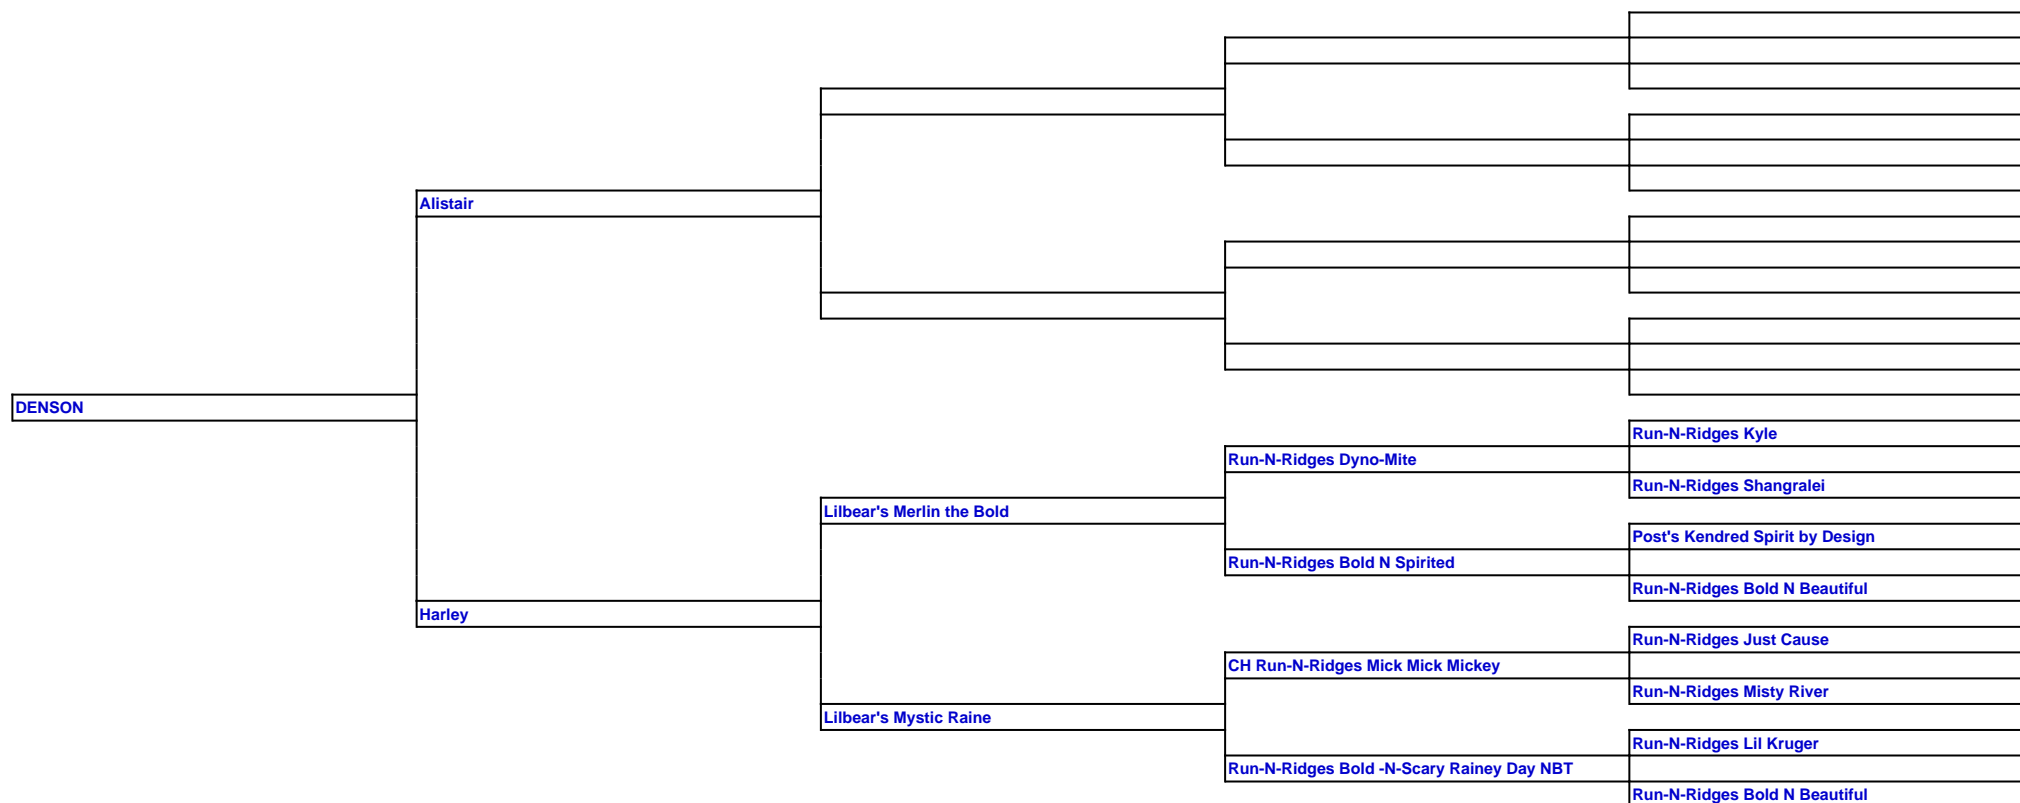 Alistair
DENSON
Run-N-Ridges Kyle
Run-N-Ridges Dyno-Mite
Run-N-Ridges Shangralei
Lilbear's Merlin the Bold
Post's Kendred Spirit by Design
Run-N-Ridges Bold N Spirited
Run-N-Ridges Bold N Beautiful
Harley
Run-N-Ridges Just Cause
CH Run-N-Ridges Mick Mick Mickey
Run-N-Ridges Misty River
Lilbear's Mystic Raine
Run-N-Ridges Lil Kruger
Run-N-Ridges Bold -N-Scary Rainey Day NBT
Run-N-Ridges Bold N Beautiful